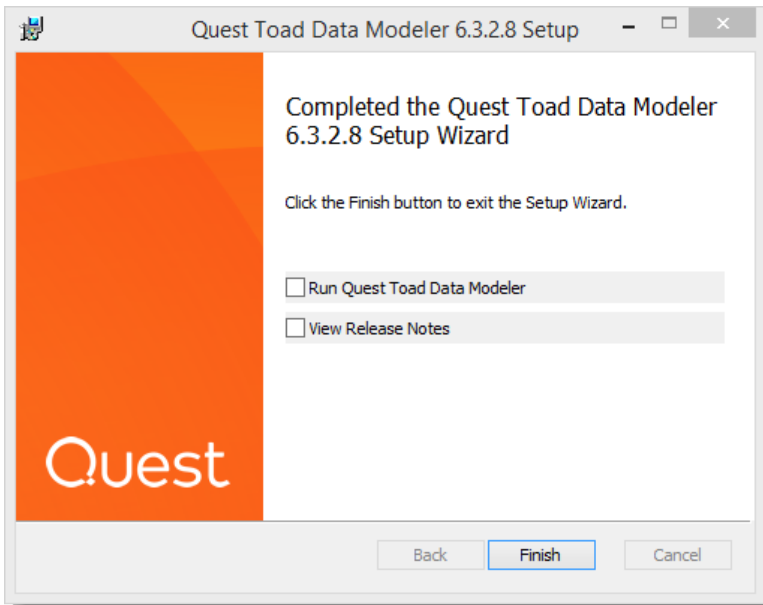 Quest Toad Data Modeler 6.3.2.8 Setup
Completed the Quest Toad Data Modeler
6.3.2.8 Setup Wizard
Click the Finish button to exit the Setup Wizard.
Run Quest Toad Data Modeler
View Release Notes
Quest
Back
Finish
Cancel